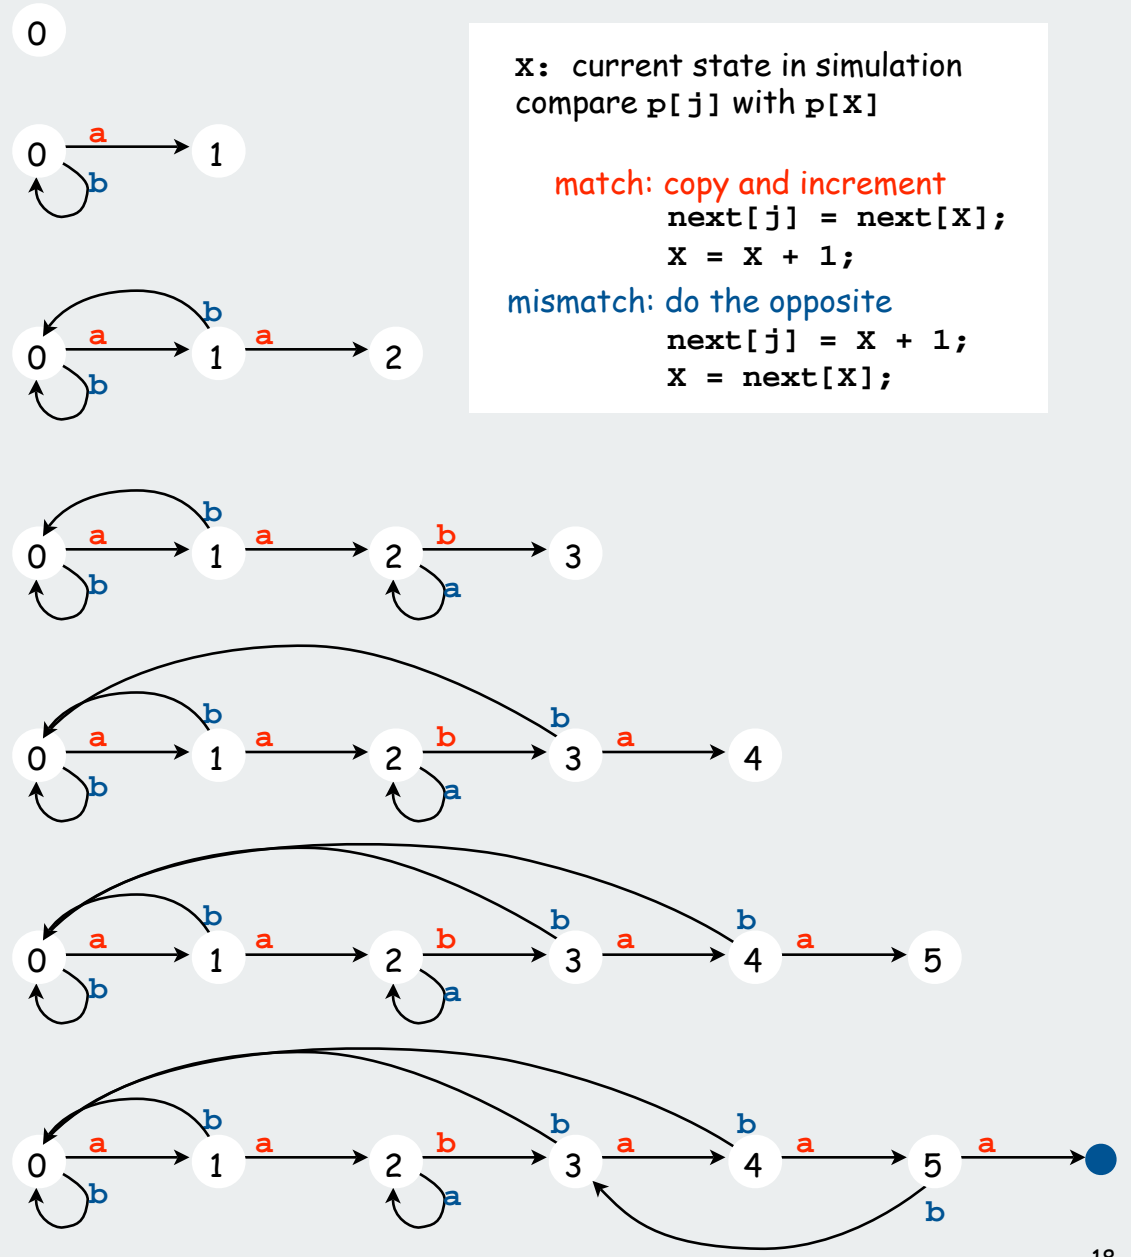 0
X: current state in simulation
compare p[j] with p[X]
match: copy and increment
next[j] = next[X];
X = X + 1;
mismatch: do the opposite
next[j] = X + 1;
X = next[X];
a
0 1
b
b
a a
0 1 2
b
b
a a b
0 1 2 3
b a
b b
a a b a
0 1 2 3 4
b a
b b b
a a b a a
0 1 2 3 4 5
b a
b b b
a a b a a a
0 1 2 3 4 5
b a b